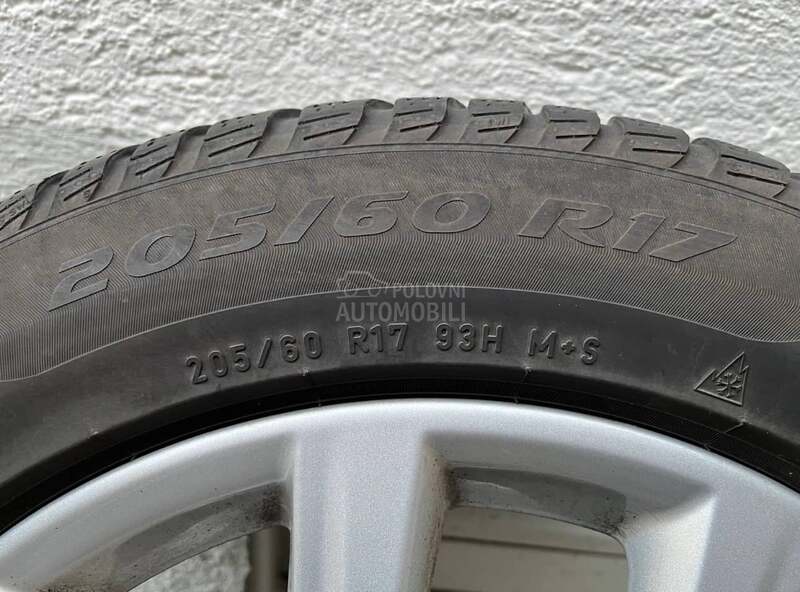 205/60 R17
POLOVNI
AUTOMOBILI
205/60 R17 93H M+S